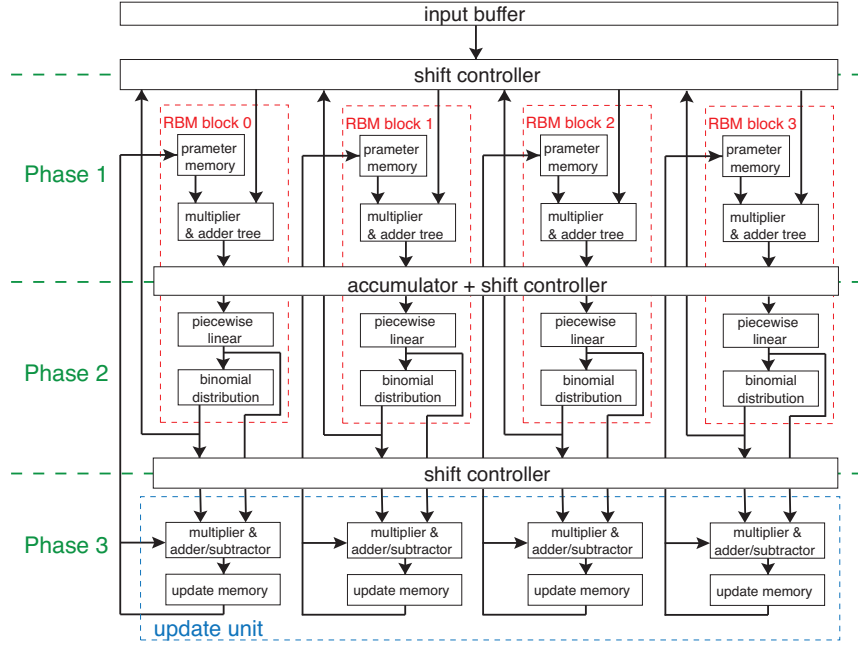 input buffer
shift controller
RBM block 0
RBM block 1
RBM block 2
RBM block 3
prameter
memory
prameter
memory
prameter
memory
prameter
memory
Phase 1
multiplier
& adder tree
multiplier
& adder tree
multiplier
& adder tree
multiplier
& adder tree
accumulator + shift controller
piecewise
linear
piecewise
linear
piecewise
linear
piecewise
linear
Phase 2
binomial
distribution
binomial
distribution
binomial
distribution
binomial
distribution
shift controller
Phase 3
multiplier &
adder/subtractor
multiplier &
adder/subtractor
multiplier &
adder/subtractor
multiplier &
adder/subtractor
update memory
update memory
update memory
update memory
update unit